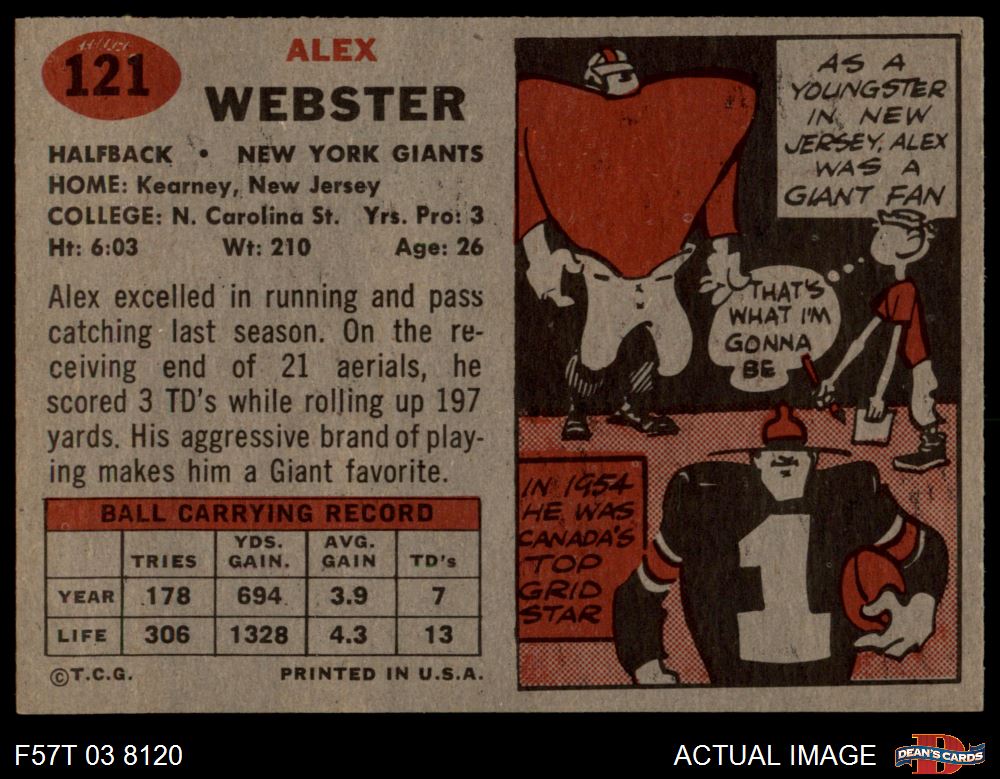 121
ALEX
WEBSTER
HALFBACK • NEW YORK GIANTS
HOME: Kearney, New Jersey
COLLEGE: N. Carolina St. Yrs. Pro: 3
Ht: 6:03 Wt: 210 Age: 26
Alex excelled in running and pass
catching last season. On the re-
ceiving end of 21 aerials, he
scored 3 TD's while rolling up 197
yards. His aggressive brand of play-
ing makes him a Giant favorite.
BALL CARRYING RECORD
TRIES YDS. GAIN. AVG. GAIN TD's
YEAR 178 694 3.9 7
LIFE 306 1328 4.3 13
©T.C.G. PRINTED IN U.S.A.
AS A
YOUNGSTER
IN NEW
JERSEY, ALEX
WAS A
GIANT FAN
THAT'S
WHAT I'M
GONNA
BE
IN 1954
HE WAS
CANADA'S
TOP
GRID
STAR
1
F57T 03 8120
ACTUAL IMAGE
DEAN'S CARDS